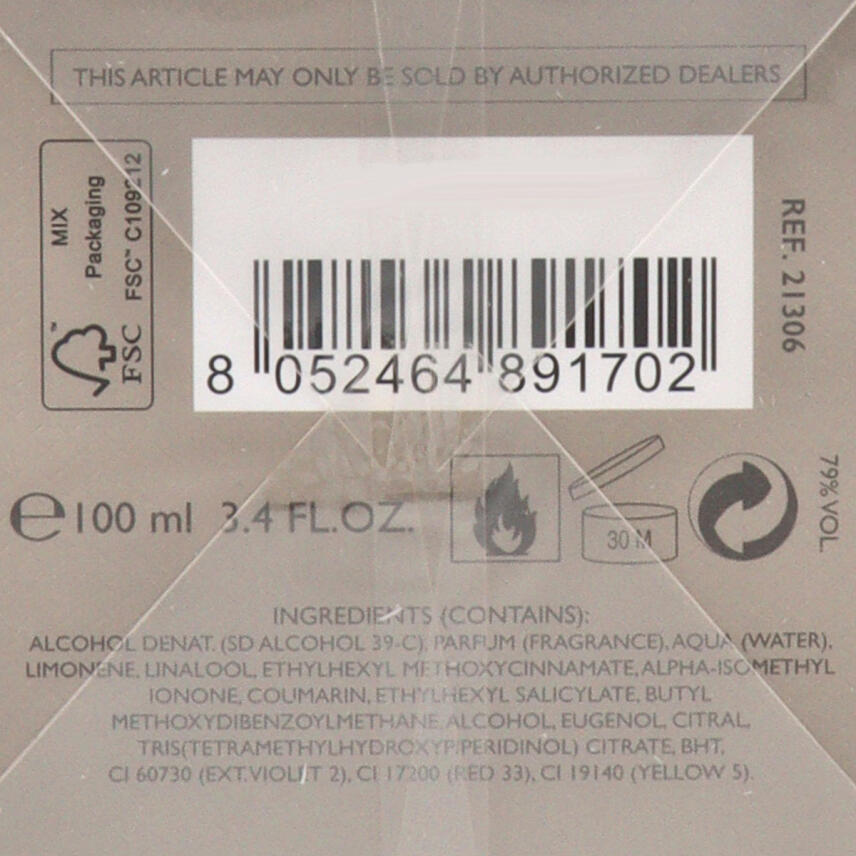 THIS ARTICLE MAY ONLY BE SOLD BY AUTHORIZED DEALERS
MIX
Packaging
FSC™ C109212
FSC
™
8 052464 891702
REF. 21306
℮100 ml 3.4 FL.OZ.
30 M
79% VOL.
INGREDIENTS (CONTAINS):
ALCOHOL DENAT. (SD ALCOHOL 39-C), PARFUM (FRAGRANCE), AQUA (WATER),
LIMONENE, LINALOOL, ETHYLHEXYL METHOXYCINNAMATE, ALPHA-ISOMETHYL
IONONE, COUMARIN, ETHYLHEXYL SALICYLATE, BUTYL
METHOXYDIBENZOYLMETHANE, ALCOHOL, EUGENOL, CITRAL,
TRIS(TETRAMETHYLHYDROXYPIPERIDINOL) CITRATE, BHT,
CI 60730 (EXT.VIOLET 2), CI 17200 (RED 33), CI 19140 (YELLOW 5).